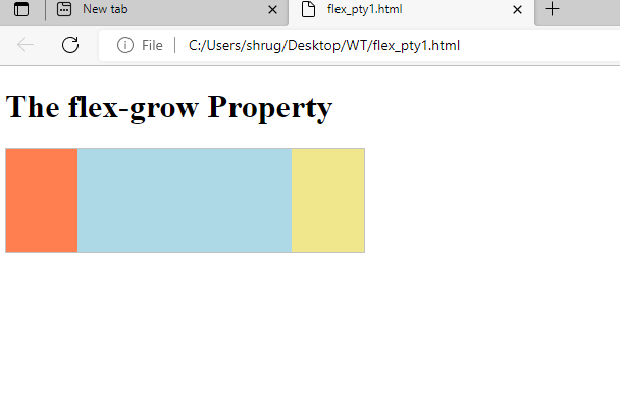 New tab
flex_pty1.html
File
C:/Users/shrug/Desktop/WT/flex_pty1.html
The flex-grow Property